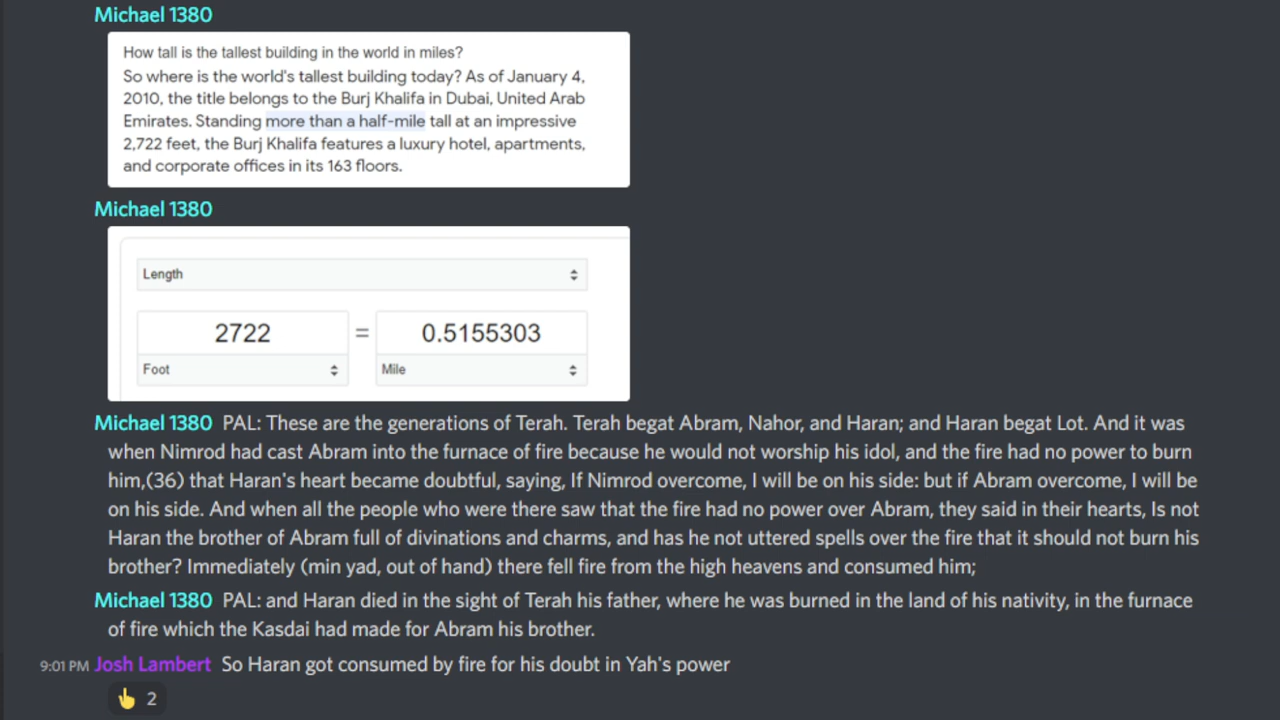 Michael 1380
How tall is the tallest building in the world in miles?
So where is the world's tallest building today? As of January 4,
2010, the title belongs to the Burj Khalifa in Dubai, United Arab
Emirates. Standing more than a half-mile tall at an impressive
2,722 feet, the Burj Khalifa features a luxury hotel, apartments,
and corporate offices in its 163 floors.
Michael 1380
Length
2722 = 0.5155303
Foot Mile
Michael 1380 PAL: These are the generations of Terah. Terah begat Abram, Nahor, and Haran; and Haran begat Lot. And it was
when Nimrod had cast Abram into the furnace of fire because he would not worship his idol, and the fire had no power to burn
him,(36) that Haran's heart became doubtful, saying, If Nimrod overcome, I will be on his side: but if Abram overcome, I will be
on his side. And when all the people who were there saw that the fire had no power over Abram, they said in their hearts, Is not
Haran the brother of Abram full of divinations and charms, and has he not uttered spells over the fire that it should not burn his
brother? Immediately (min yad, out of hand) there fell fire from the high heavens and consumed him;
Michael 1380 PAL: and Haran died in the sight of Terah his father, where he was burned in the land of his nativity, in the furnace
of fire which the Kasdai had made for Abram his brother.
9:01 PM Josh Lambert So Haran got consumed by fire for his doubt in Yah's power
2